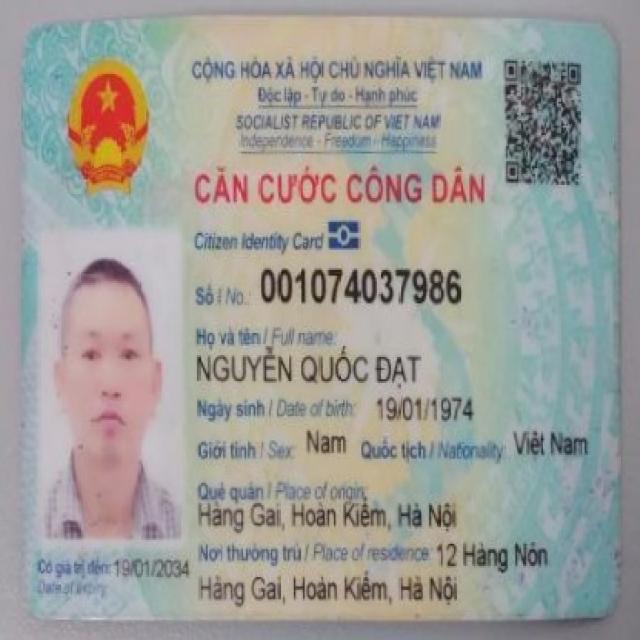 CỘNG HÒA XÃ HỘI CHỦ NGHĨA VIỆT NAM
Độc lập - Tự do - Hạnh phúc
SOCIALIST REPUBLIC OF VIET NAM
Independence - Freedom - Happiness
CĂN CƯỚC CÔNG DÂN
Citizen Identity Card
Số / No.: 001074037986
Họ và tên / Full name:
NGUYỄN QUỐC ĐẠT
Ngày sinh / Date of birth: 19/01/1974
Giới tính / Sex: Nam Quốc tịch / Nationality: Việt Nam
Quê quán / Place of origin:
Hàng Gai, Hoàn Kiếm, Hà Nội
Nơi thường trú / Place of residence: 12 Hàng Nón
Hàng Gai, Hoàn Kiếm, Hà Nội
Có giá trị đến: 19/01/2034
Date of expiry